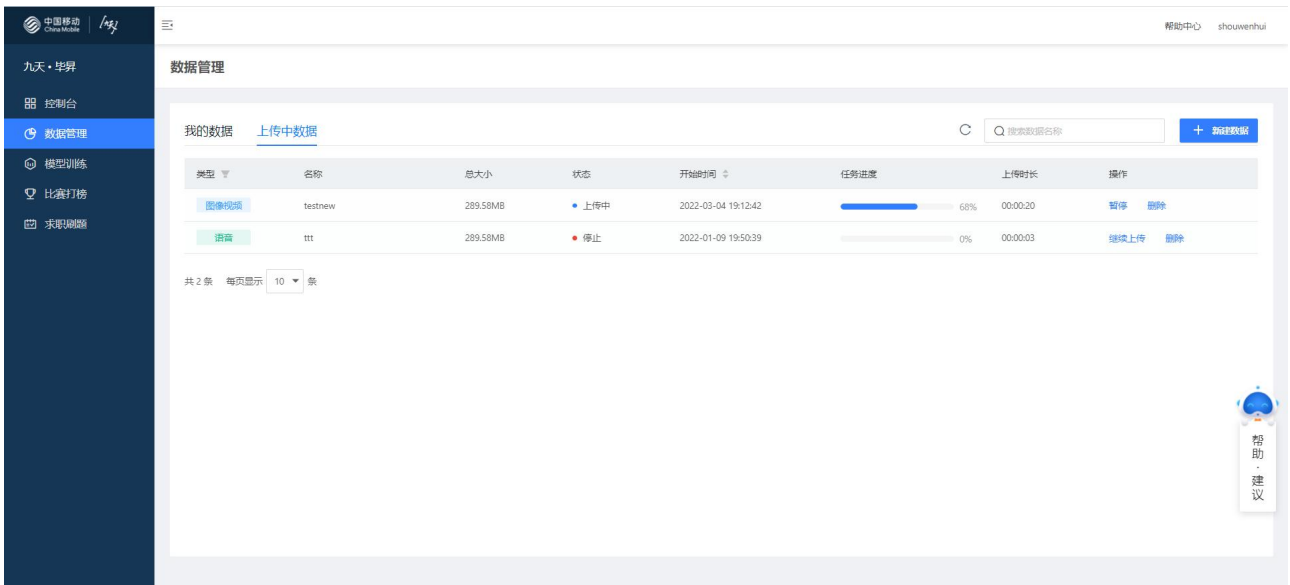 中国移动
China Mobile
帮助中心 shouwenhui
九天·毕昇
控制台
数据管理
模型训练
比赛打榜
求职刷题
数据管理
我的数据 上传中数据
搜索数据名称
新建数据
类型 名称 总大小 状态 开始时间 任务进度 上传时长 操作
图像视频 testnew 289.58MB 上传中 2022-03-04 19:12:42 68% 00:00:20 暂停 删除
语音 ttt 289.58MB 停止 2022-01-09 19:50:39 0% 00:00:03 继续上传 删除
共 2 条 每页显示 10 条
帮助·建议